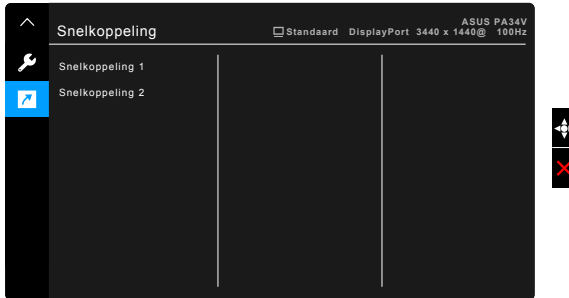 ASUS PA34V
Snelkoppeling
Standaard DisplayPort 3440 x 1440@ 100Hz
Snelkoppeling 1
Snelkoppeling 2